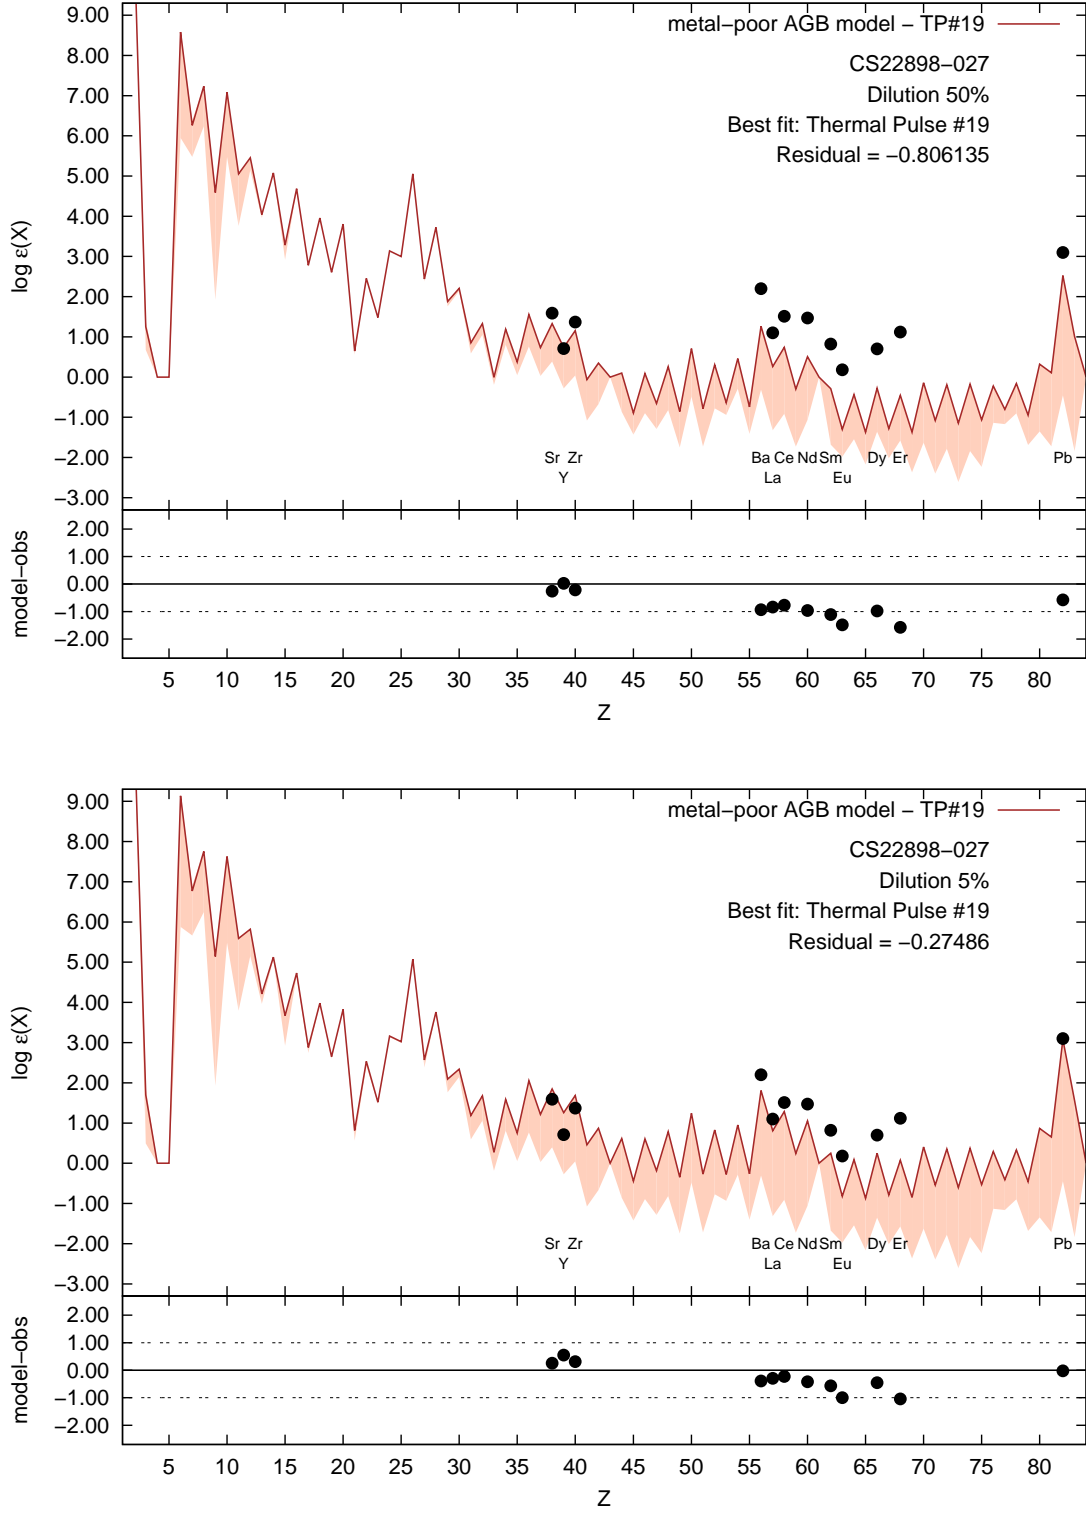 9.00
metal−poor AGB model − TP#19
8.00
CS22898−027
7.00
Dilution 50%
6.00
Best fit: Thermal Pulse #19
Residual = −0.806135
5.00
4.00
log ε(X)
3.00
2.00
1.00
0.00
−1.00
−2.00
Sr Zr Ba Ce Nd Sm Dy Er Pb
Y La Eu
−3.00
2.00
1.00
model−obs
0.00
−1.00
−2.00
5 10 15 20 25 30 35 40 45 50 55 60 65 70 75 80
Z
9.00
metal−poor AGB model − TP#19
8.00
CS22898−027
7.00
Dilution 5%
6.00
Best fit: Thermal Pulse #19
Residual = −0.27486
5.00
4.00
log ε(X)
3.00
2.00
1.00
0.00
−1.00
−2.00
Sr Zr Ba Ce Nd Sm Dy Er Pb
Y La Eu
−3.00
2.00
1.00
model−obs
0.00
−1.00
−2.00
5 10 15 20 25 30 35 40 45 50 55 60 65 70 75 80
Z